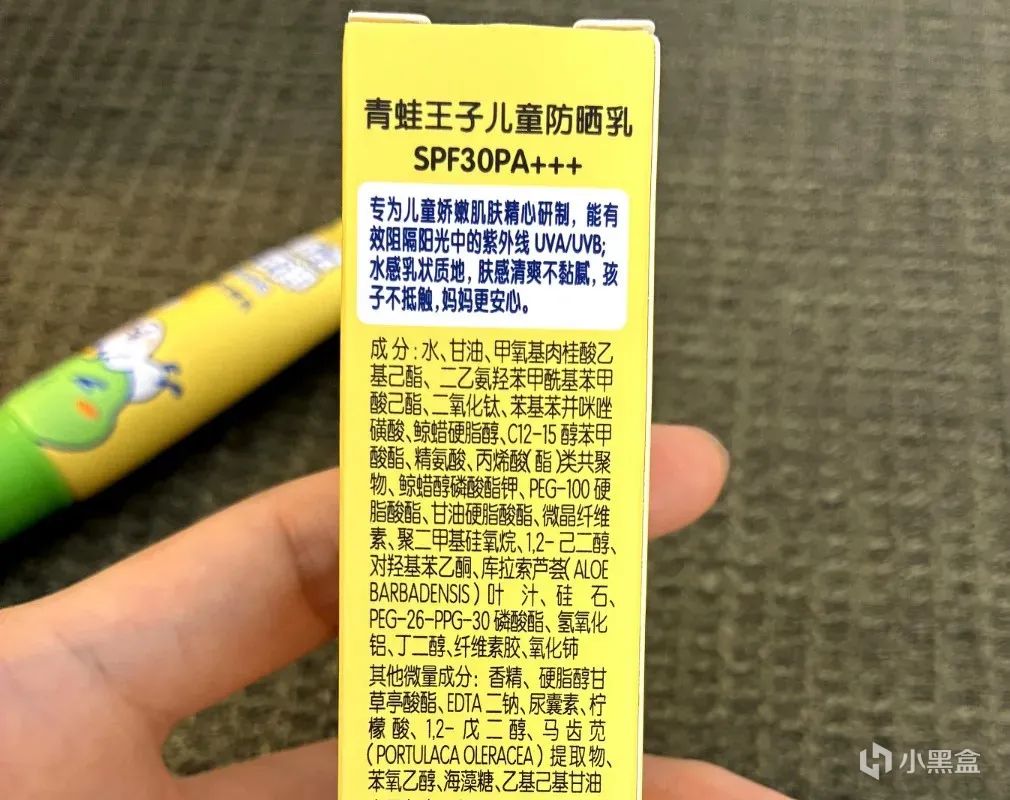 青蛙王子儿童防晒乳
SPF30PA+++
专为儿童娇嫩肌肤精心研制，能有
效阻隔阳光中的紫外线 UVA/UVB;
水感乳状质地，肤感清爽不黏腻，孩
子不抵触，妈妈更安心。
成分：水、甘油、甲氧基肉桂酸乙
基己酯、二乙氨羟苯甲酰基苯甲
酸己酯、二氧化钛、苯基苯并咪唑
磺酸、鲸蜡硬脂醇、C12-15 醇苯甲
酸酯、精氨酸、丙烯酸(酯)类共聚
物、鲸蜡醇磷酸酯钾、PEG-100 硬
脂酸酯、甘油硬脂酸酯、微晶纤维
素、聚二甲基硅氧烷、1,2-己二醇、
对羟基苯乙酮、库拉索芦荟(ALOE
BARBADENSIS)叶汁、硅石、
PEG-26-PPG-30 磷酸酯、氢氧化
铝、丁二醇、纤维素胶、氧化铈
其他微量成分：香精、硬脂醇甘
草亭酸酯、EDTA 二钠、尿囊素、柠
檬酸、1,2-戊二醇、马齿苋
(PORTULACA OLERACEA)提取物、
苯氧乙醇、海藻糖、乙基己基甘油
小黑盒